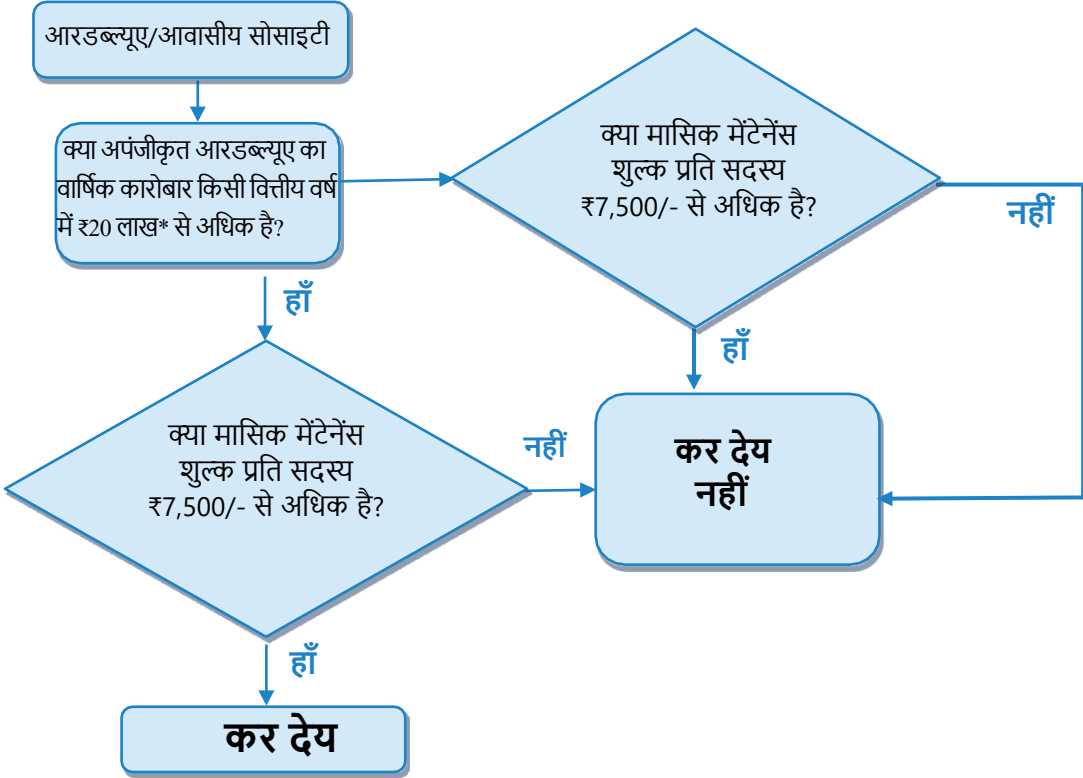 आरडब्ल्यूए/आवासीय सोसाइटी
क्या अपंजीकृत आरडब्ल्यूए का
वार्षिक कारोबार किसी वित्तीय वर्ष
में ₹20 लाख* से अधिक है?
क्या मासिक मेंटेनेंस
शुल्क प्रति सदस्य
₹7,500/- से अधिक है?
नहीं
हाँ
हाँ
क्या मासिक मेंटेनेंस
शुल्क प्रति सदस्य
₹7,500/- से अधिक है?
नहीं
कर देय
नहीं
हाँ
कर देय